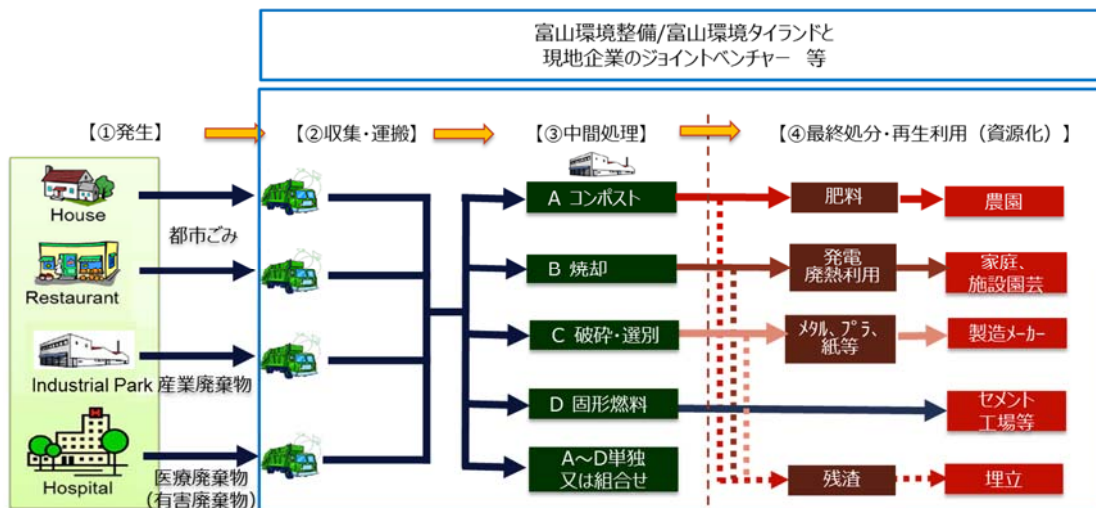 富山環境整備/富山環境タイランドと
現地企業のジョイントベンチャー 等
【①発生】
【②収集・運搬】
【③中間処理】
【④最終処分・再生利用（資源化）】
House
都市ごみ
Restaurant
Industrial Park
産業廃棄物
Hospital
医療廃棄物
(有害廃棄物)
A コンポスト
肥料
農園
B 焼却
発電
廃熱利用
家庭、
施設園芸
C 破砕・選別
メタル、プラ、
紙等
製造メーカー
D 固形燃料
セメント
工場等
A～D単独
又は組合せ
残渣
埋立